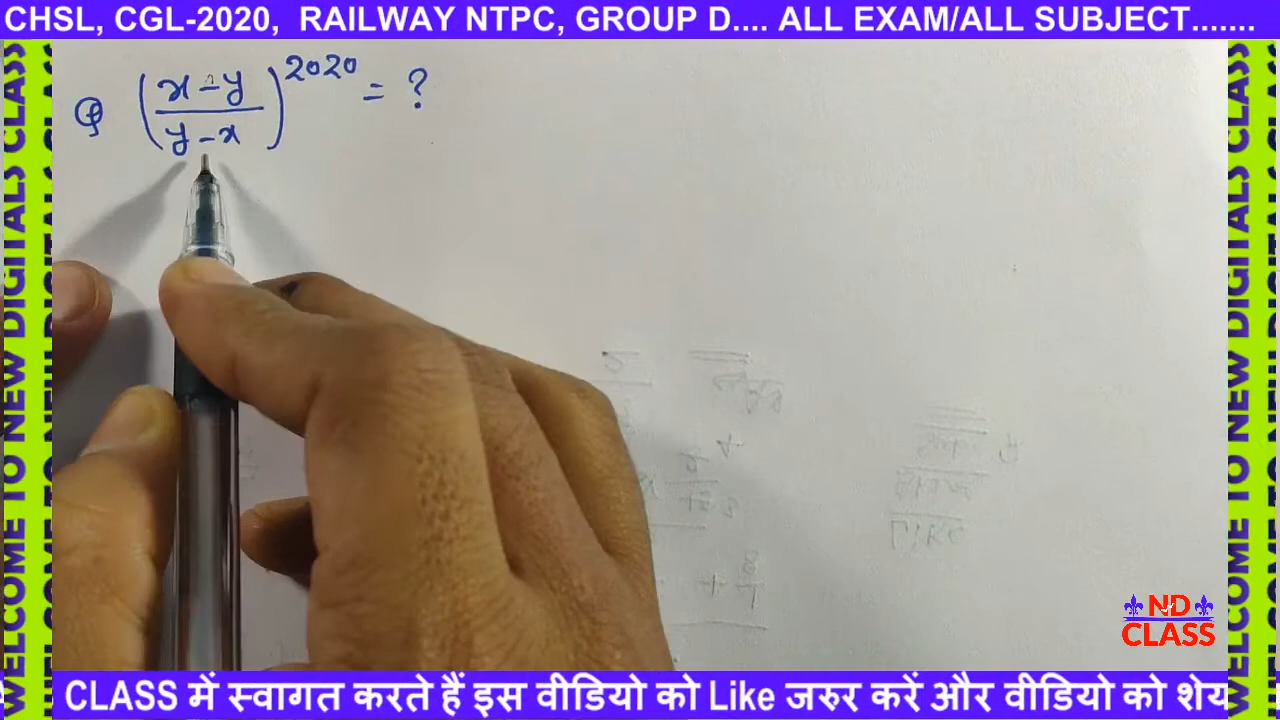 CHSL, CGL-2020, RAILWAY NTPC, GROUP D.... ALL EXAM/ALL SUBJECT.......
Q (x-y / y-x)^2020 = ?
WELCOME TO NEW DIGITALS CLASS
WELCOME TO NEW DIGITALS CLASS
ND
CLASS
CLASS में स्वागत करते हैं इस वीडियो को Like जरुर करें और वीडियो को शेय